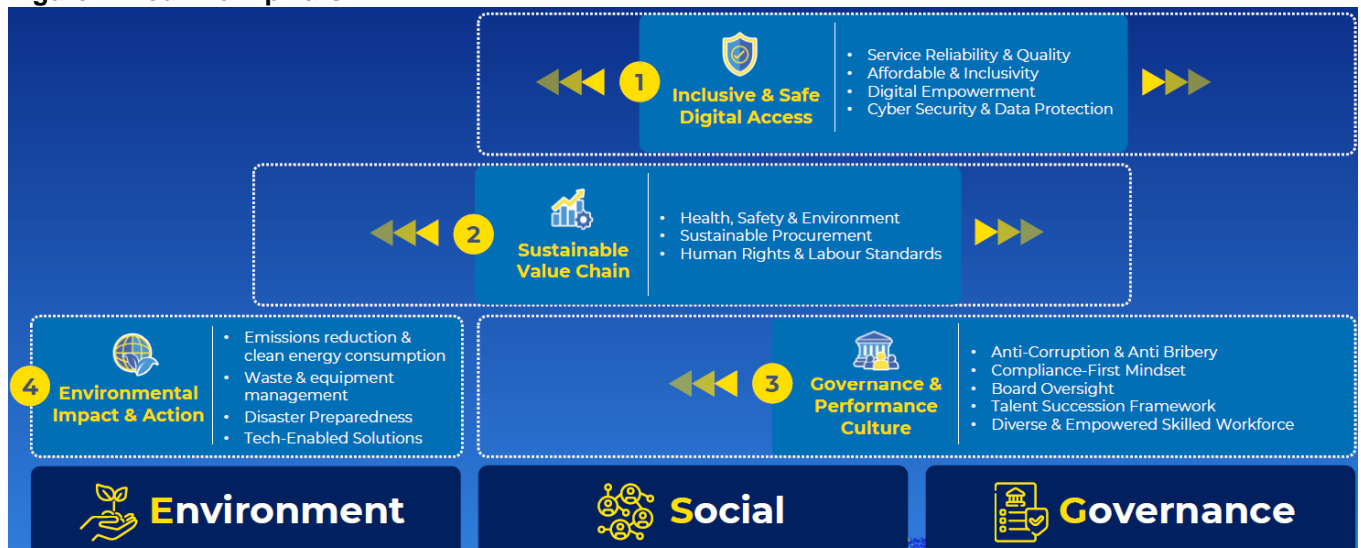 1
Inclusive & Safe
Digital Access
• Service Reliability & Quality
• Affordable & Inclusivity
• Digital Empowerment
• Cyber Security & Data Protection
2
Sustainable
Value Chain
• Health, Safety & Environment
• Sustainable Procurement
• Human Rights & Labour Standards
4
Environmental
Impact & Action
• Emissions reduction &
clean energy consumption
• Waste & equipment
management
• Disaster Preparedness
• Tech-Enabled Solutions
3
Governance &
Performance
Culture
• Anti-Corruption & Anti Bribery
• Compliance-First Mindset
• Board Oversight
• Talent Succession Framework
• Diverse & Empowered Skilled Workforce
Environment
Social
Governance